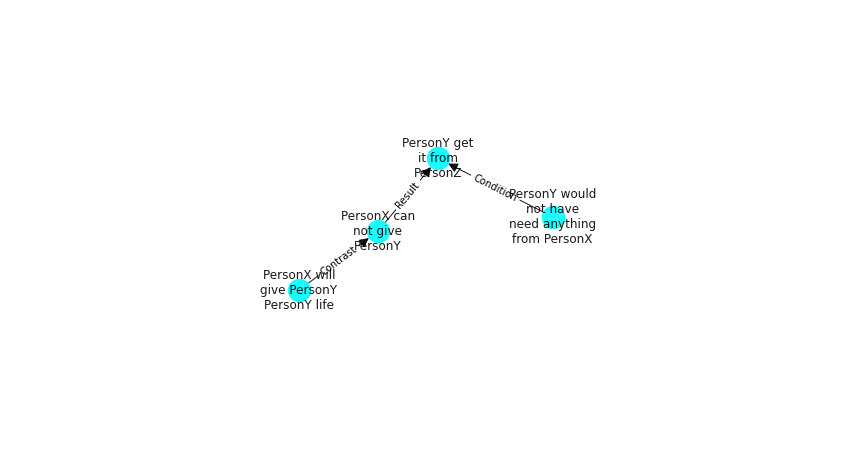 PersonY get
it from
PersonZ
Condition
PersonY would
not have
need anything
from PersonX
Result
PersonX can
not give
PersonY
Contrast
PersonX will
give PersonY
PersonY life